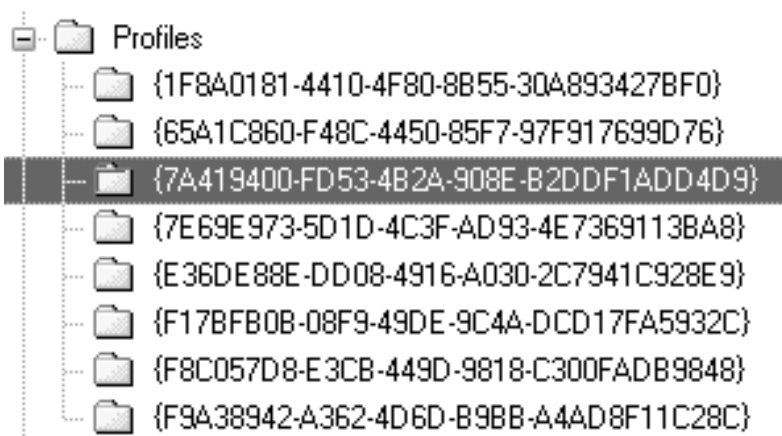 Profiles
{1F8A0181-4410-4F80-8B55-30A893427BF0}
{65A1C860-F48C-4450-85F7-97F917699D76}
{7A419400-FD53-4B2A-908E-B2DDF1ADD4D9}
{7E69E973-5D1D-4C3F-AD93-4E7369113BA8}
{E36DE88E-DD08-4916-A030-2C7941C928E9}
{F17BFB0B-08F9-49DE-9C4A-DCD17FA5932C}
{F8C057D8-E3CB-449D-9818-C300FADB9848}
{F9A38942-A362-4D6D-B9BB-A4AD8F11C28C}